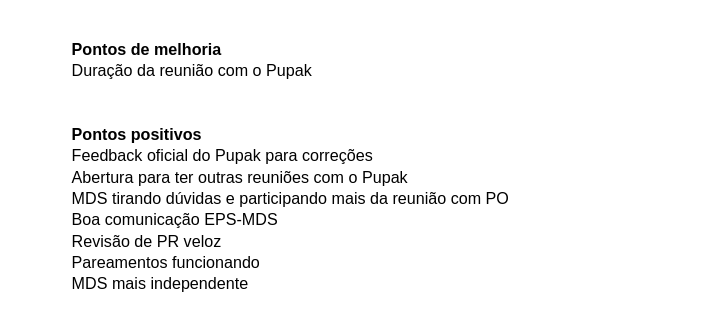 Pontos de melhoria
Duração da reunião com o Pupak
Pontos positivos
Feedback oficial do Pupak para correções
Abertura para ter outras reuniões com o Pupak
MDS tirando dúvidas e participando mais da reunião com PO
Boa comunicação EPS-MDS
Revisão de PR veloz
Pareamentos funcionando
MDS mais independente